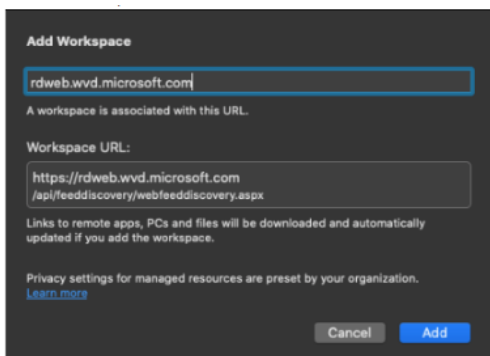 Add Workspace
rdweb.wvd.microsoft.com
A workspace is associated with this URL.
Workspace URL:
https://rdweb.wvd.microsoft.com
/api/feeddiscovery/webfeeddiscovery.aspx
Links to remote apps, PCs and files will be downloaded and automatically
updated if you add the workspace.
Privacy settings for managed resources are preset by your organization.
Learn more
Cancel Add